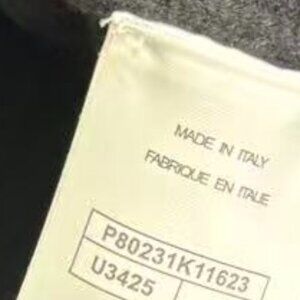 MADE IN ITALY
FABRIQUE EN ITALIE
P80231K11623
U3425